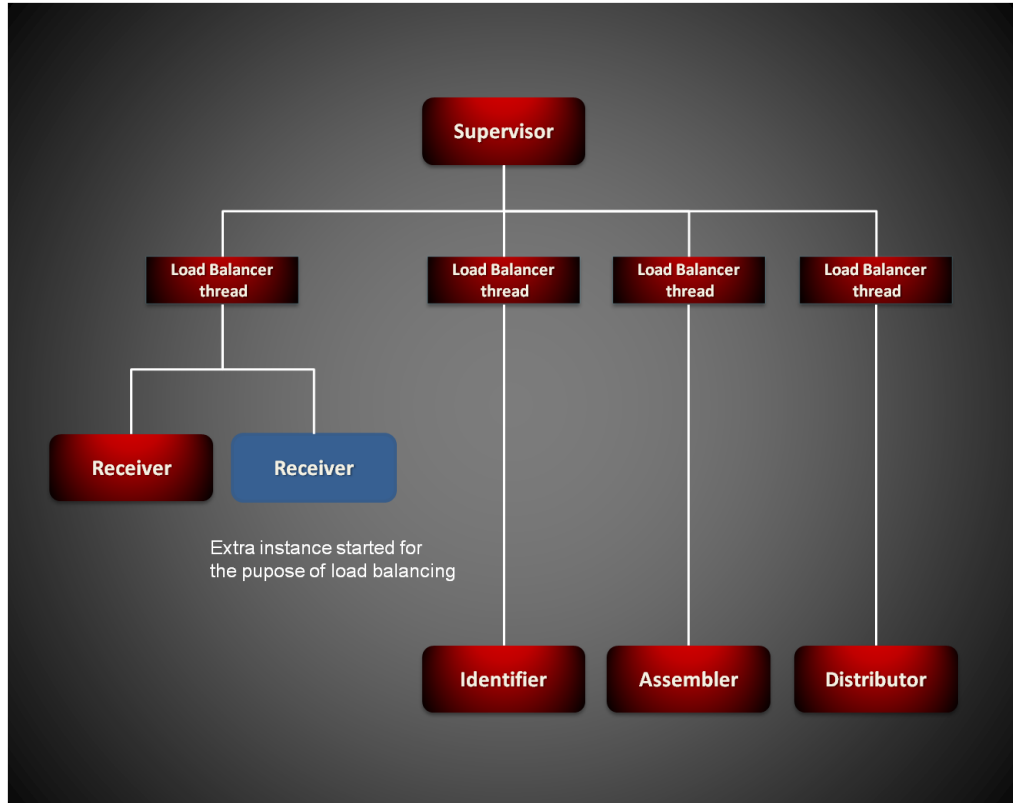 Supervisor
Load Balancer
thread
Load Balancer
thread
Load Balancer
thread
Load Balancer
thread
Receiver
Receiver
Extra instance started for
the pupose of load balancing
Identifier
Assembler
Distributor